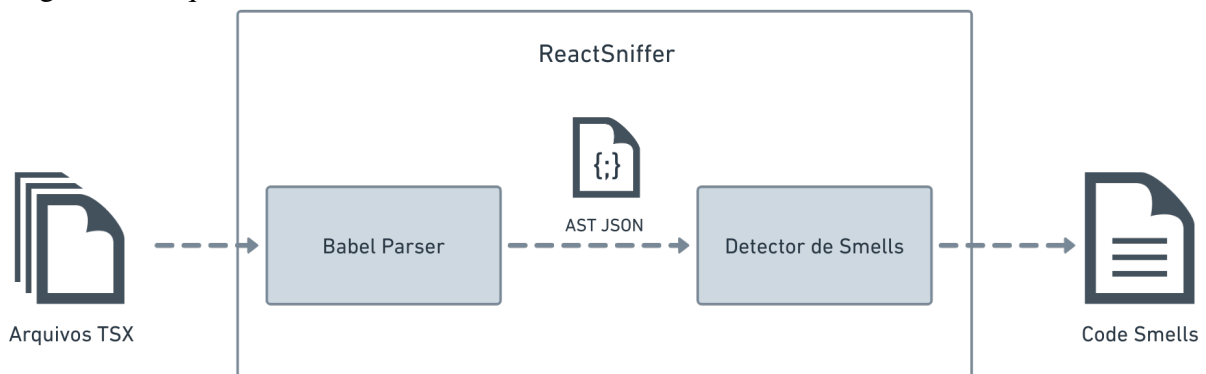 ReactSniffer
{;}
AST JSON
Babel Parser
Detector de Smells
Arquivos TSX
Code Smells